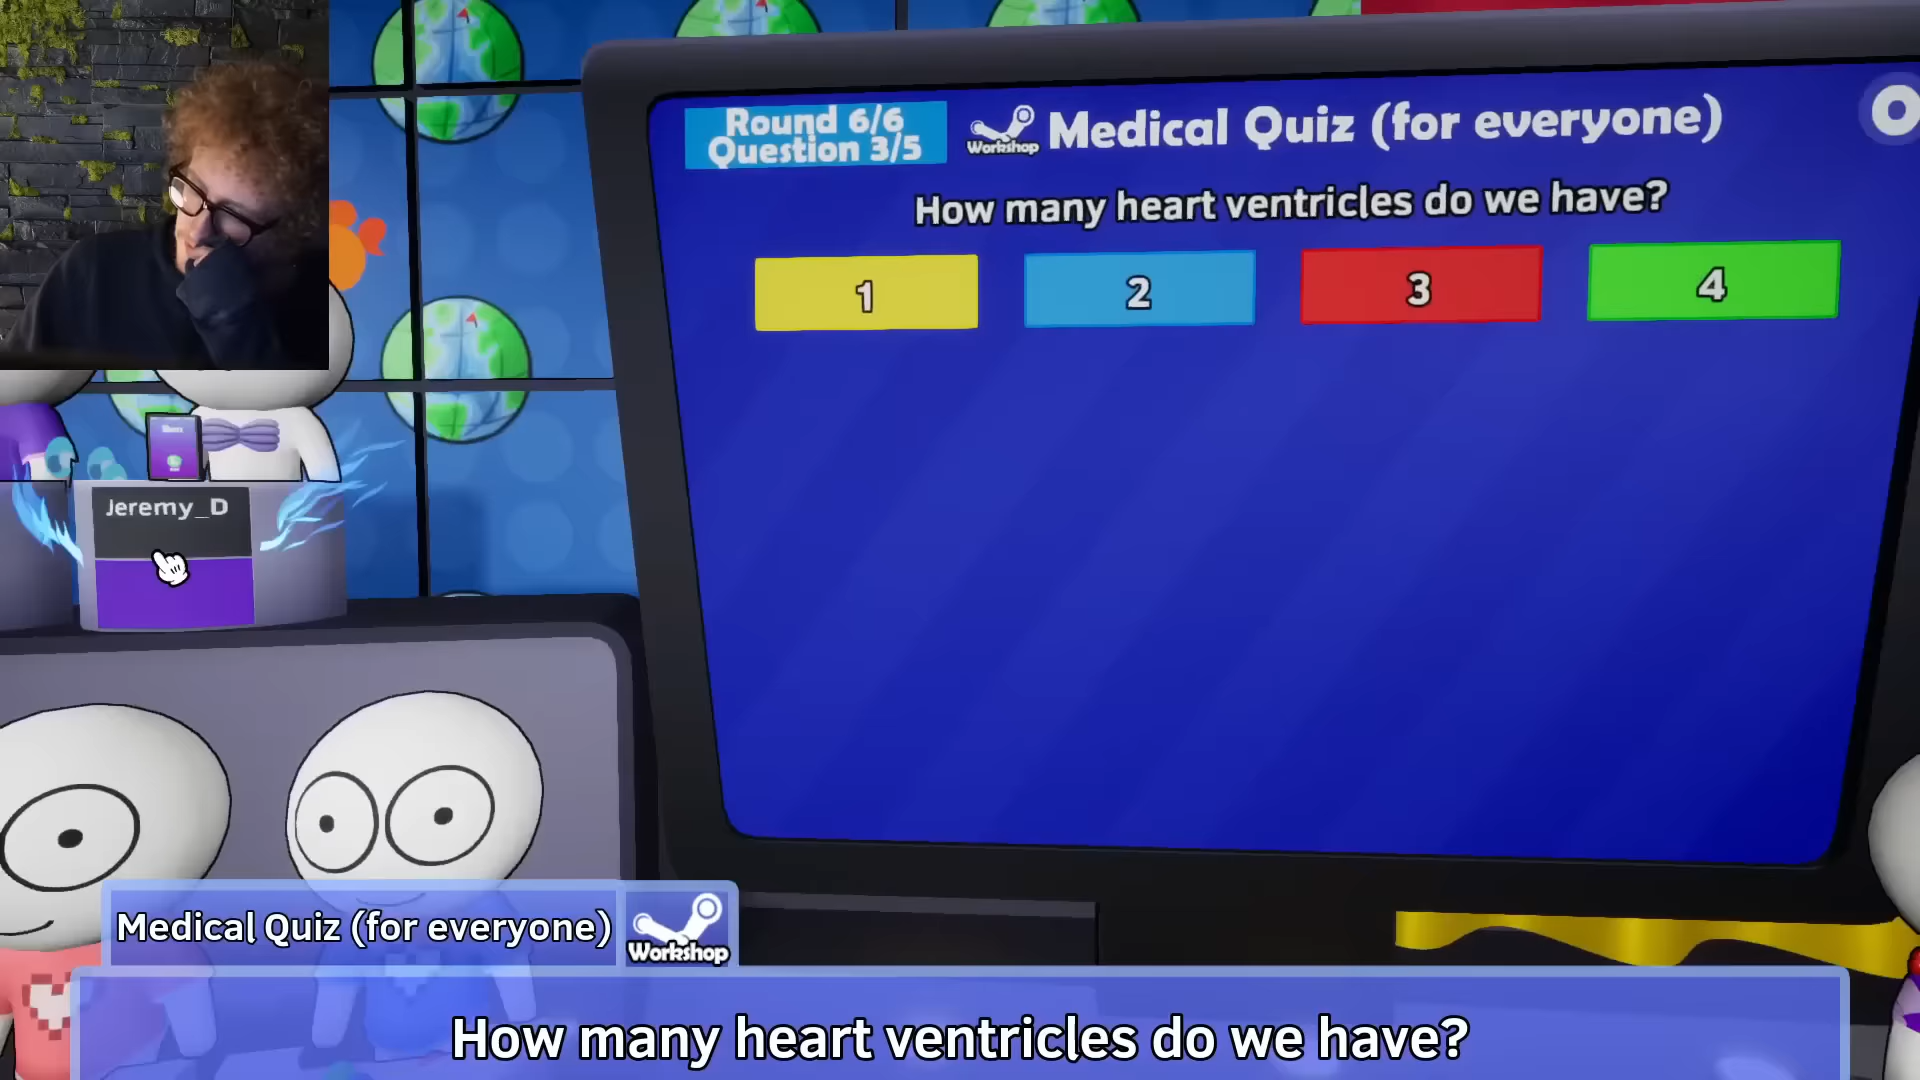 Round 6/6
Question 3/5
Workshop
Medical Quiz (for everyone)
How many heart ventricles do we have?
1
2
3
4
Jeremy_D
Medical Quiz (for everyone)
Workshop
How many heart ventricles do we have?